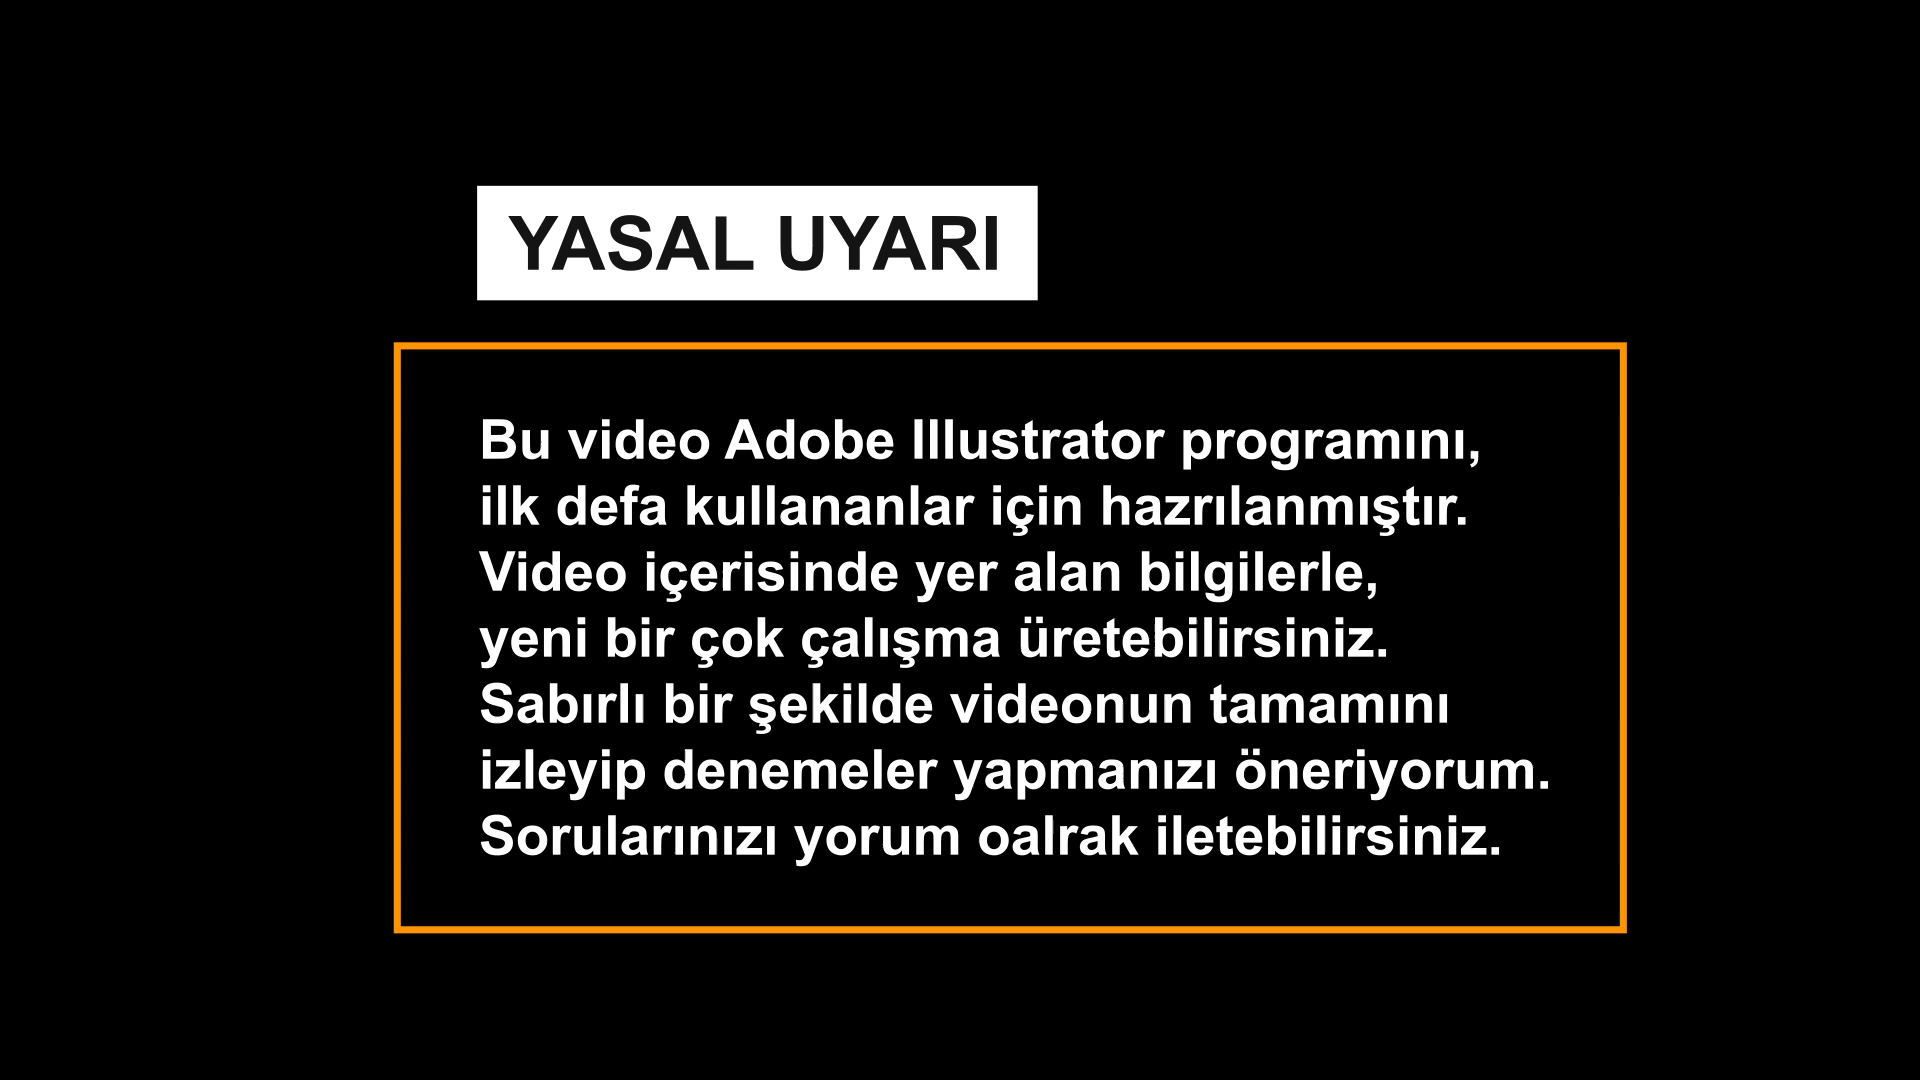 YASAL UYARI
Bu video Adobe Illustrator programını,
ilk defa kullananlar için hazrılanmıştır.
Video içerisinde yer alan bilgilerle,
yeni bir çok çalışma üretebilirsiniz.
Sabırlı bir şekilde videonun tamamını
izleyip denemeler yapmanızı öneriyorum.
Sorularınızı yorum oalrak iletebilirsiniz.